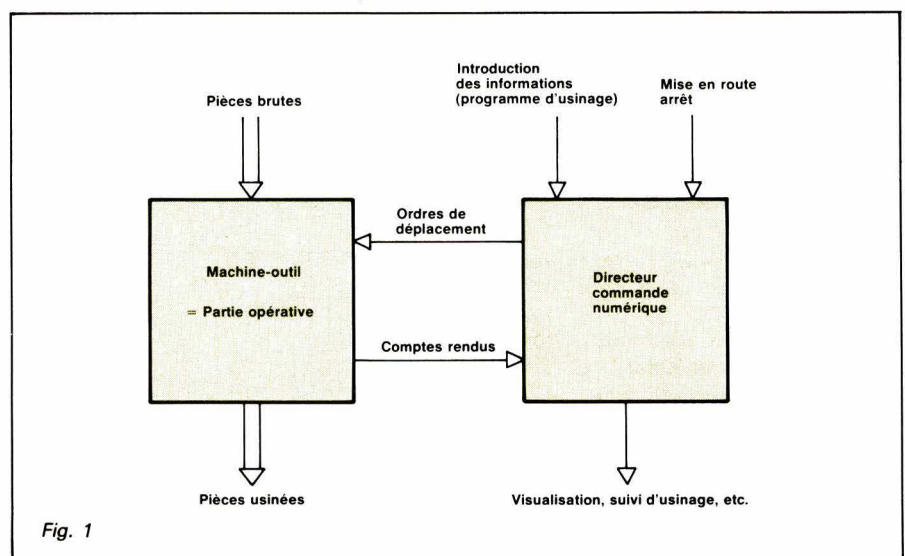 Introduction
des informations
(programme d'usinage)
Mise en route
arrêt
Pièces brutes
Ordres de
déplacement
Machine-outil
= Partie opérative
Directeur
commande
numérique
Comptes rendus
Pièces usinées
Visualisation, suivi d'usinage, etc.
Fig. 1